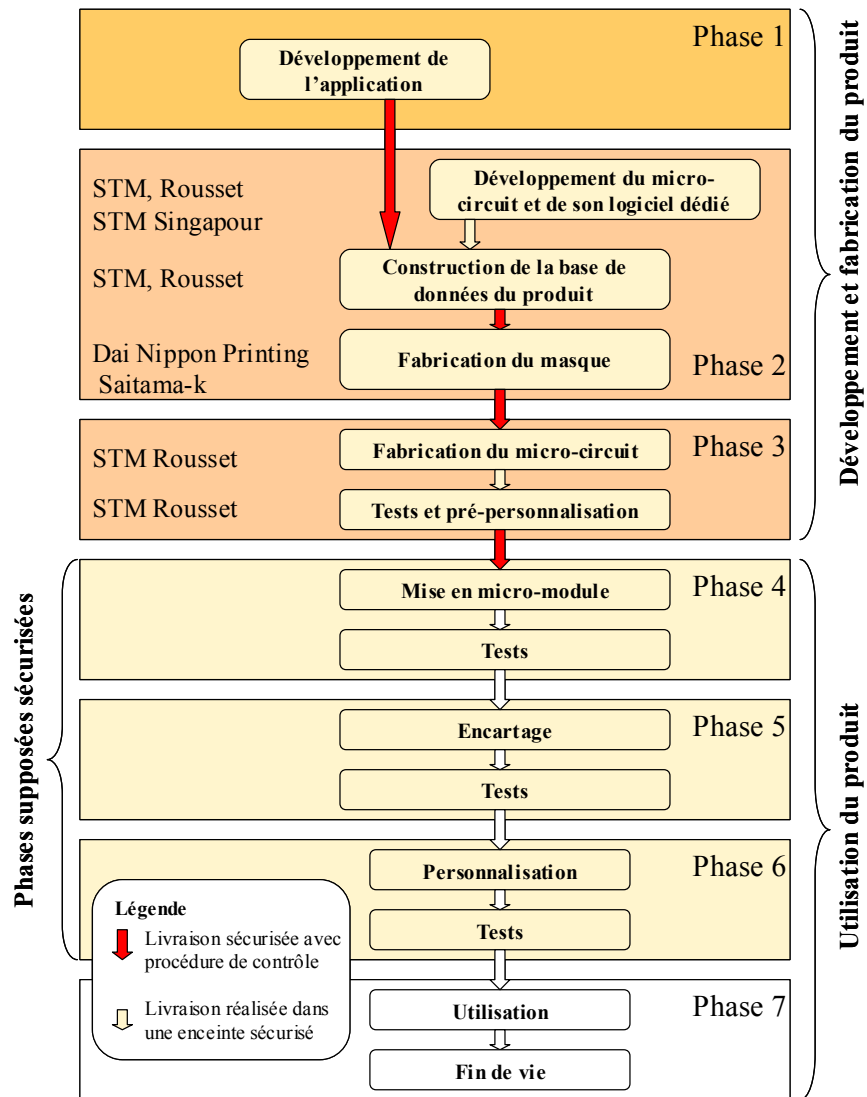 Phase 1
Développement de
l’application
STM, Rousset
STM Singapour
Développement du micro-
circuit et de son logiciel dédié
STM, Rousset
Construction de la base de
données du produit
Dai Nippon Printing
Saitama-k
Fabrication du masque
Phase 2
Développement et fabrication du produit
Phase 3
STM Rousset
Fabrication du micro-circuit
STM Rousset
Tests et pré-personnalisation
Phase 4
Mise en micro-module
Tests
Phases supposées sécurisées
Phase 5
Encartage
Tests
Utilisation du produit
Phase 6
Personnalisation
Tests
Légende
Livraison sécurisée avec
procédure de contrôle
Livraison réalisée dans
une enceinte sécurisé
Phase 7
Utilisation
Fin de vie